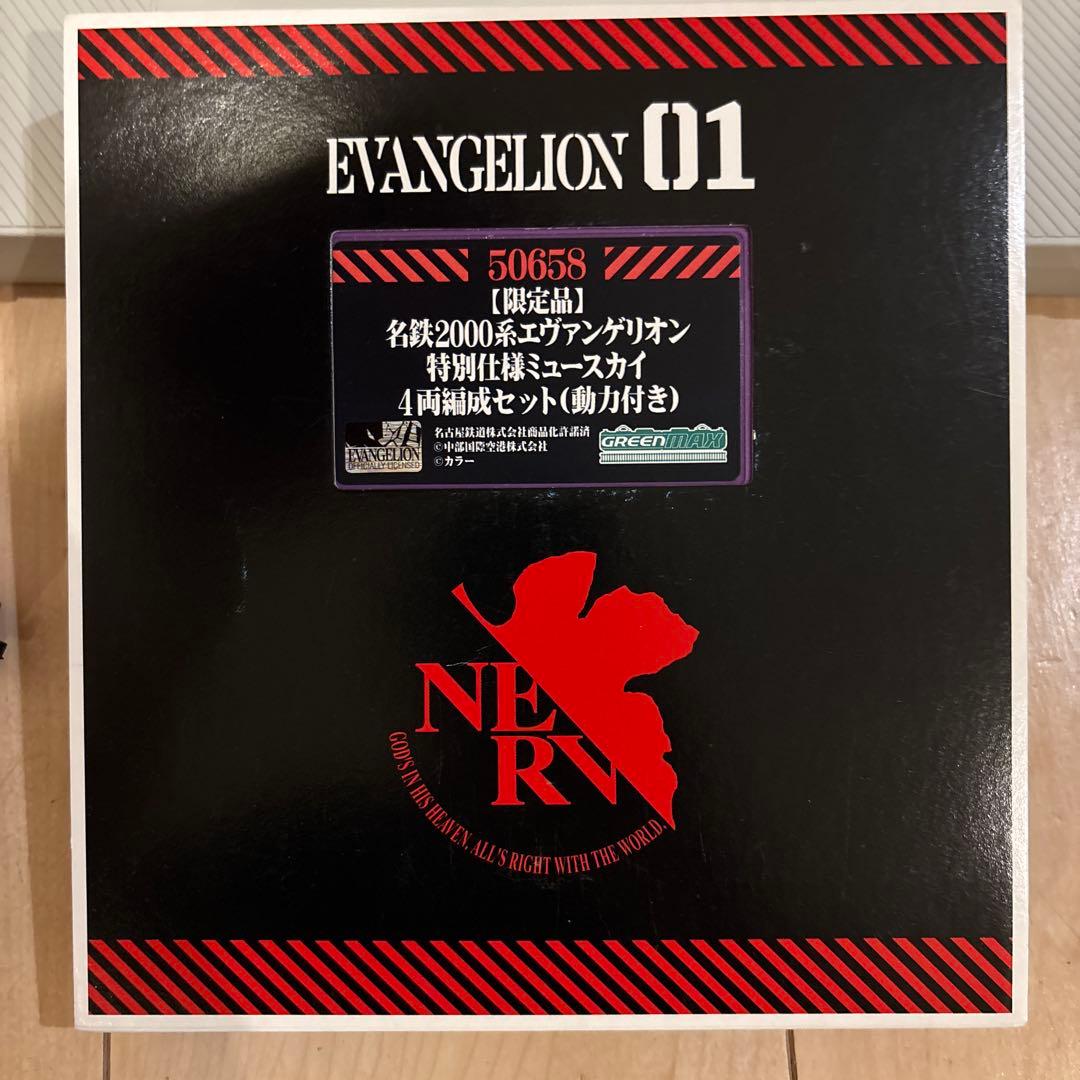 EVANGELION 01
50658
【限定品】
名鉄2000系エヴァンゲリオン
特別仕様ミュースカイ
4両編成セット(動力付き)
EVANGELION
OFFICIALLY LICENSED
名古屋鉄道株式会社商品化許諾済
©中部国際空港株式会社
©カラー
GREENMAX
NERV
GOD'S IN HIS HEAVEN. ALL'S RIGHT WITH THE WORLD.